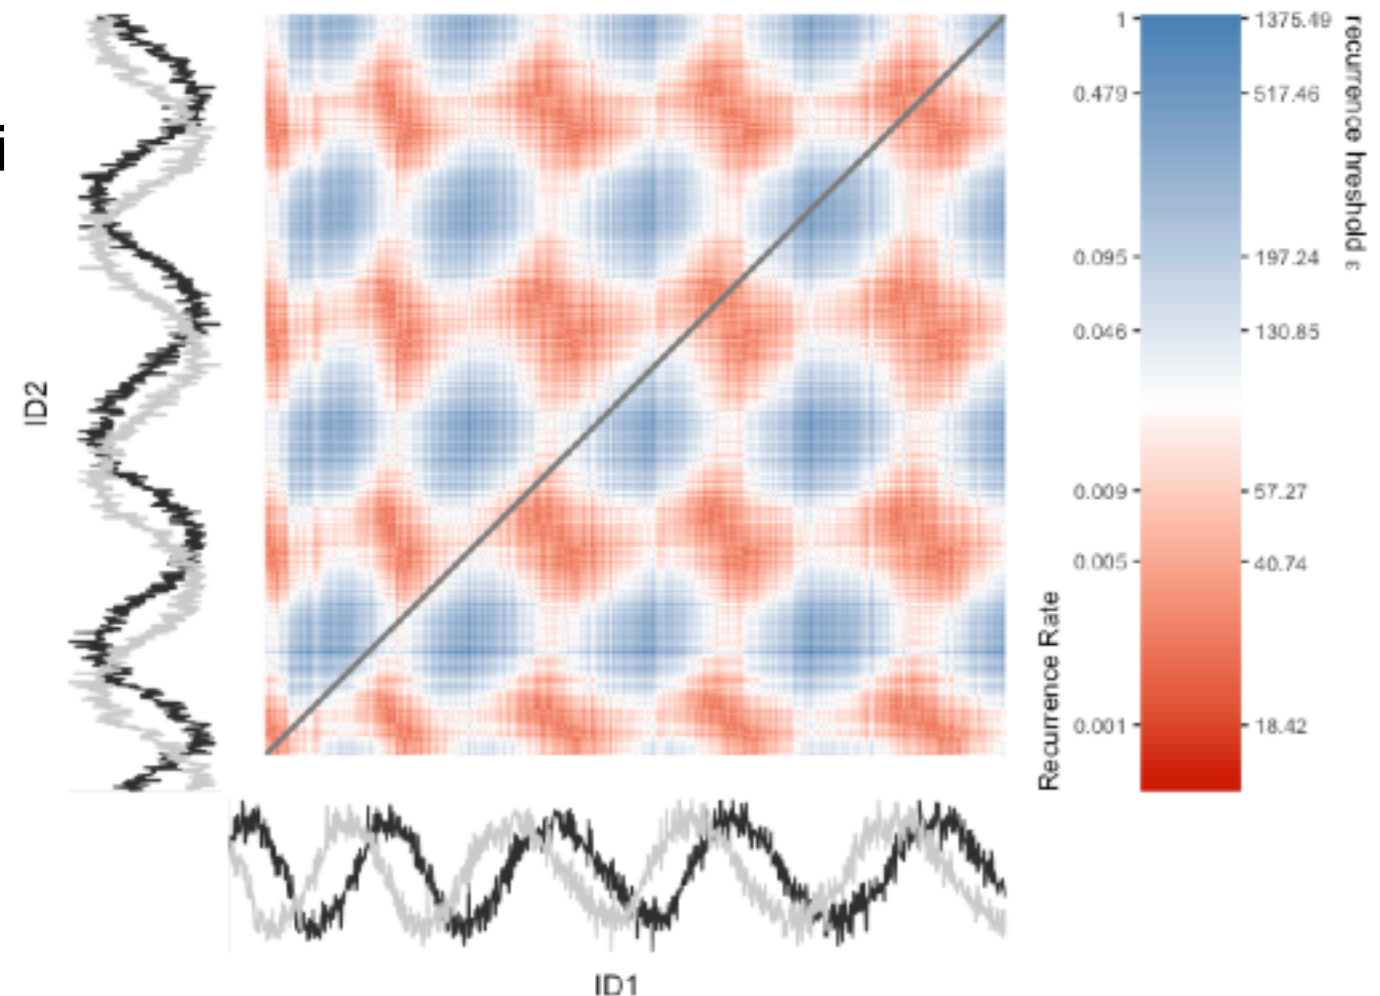 i
ID2
ID1
1
0.479
0.095
0.046
0.009
0.005
0.001
1375.49
517.46
197.24
130.85
57.27
40.74
18.42
Recurrence Rate
recurrence hreshold ε